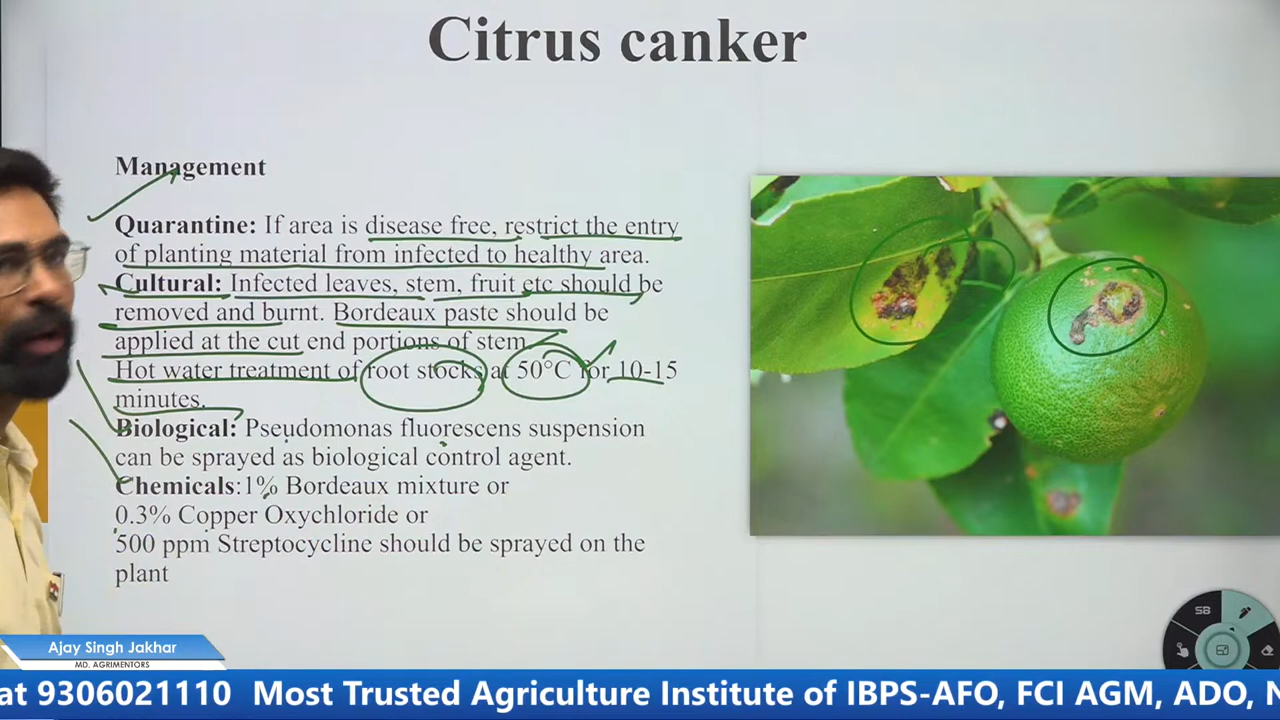 Citrus canker
Management
Quarantine: If area is disease free, restrict the entry
of planting material from infected to healthy area.
Cultural: Infected leaves, stem, fruit etc should be
removed and burnt. Bordeaux paste should be
applied at the cut end portions of stem
Hot water treatment of root stocks at 50°C for 10-15
minutes.
Biological: Pseudomonas fluorescens suspension
can be sprayed as biological control agent.
Chemicals:1% Bordeaux mixture or
0.3% Copper Oxychloride or
500 ppm Streptocycline should be sprayed on the
plant
SB
Ajay Singh Jakhar
MD. AGRIMENTORS
at 9306021110 Most Trusted Agriculture Institute of IBPS-AFO, FCI AGM, ADO, N